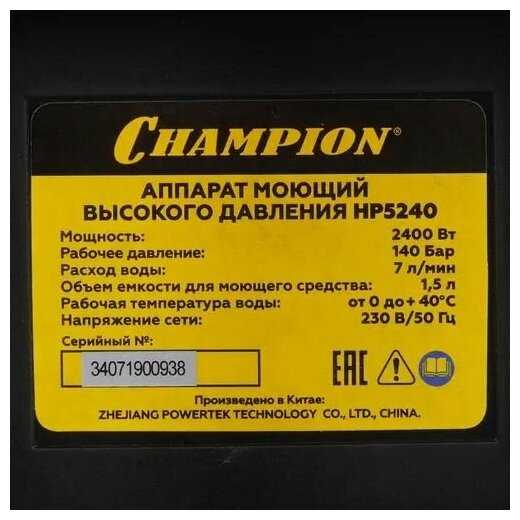 CHAMPION®
АППАРАТ МОЮЩИЙ
ВЫСОКОГО ДАВЛЕНИЯ HP5240
Мощность: 2400 Вт
Рабочее давление: 140 Бар
Расход воды: 7 л/мин
Объем емкости для моющего средства: 1,5 л
Рабочая температура воды: от 0 до + 40°C
Напряжение сети: 230 В/50 Гц
Серийный №:
34071900938
EAC
Произведено в Китае:
ZHEJIANG POWERTEK TECHNOLOGY CO., LTD., CHINA.